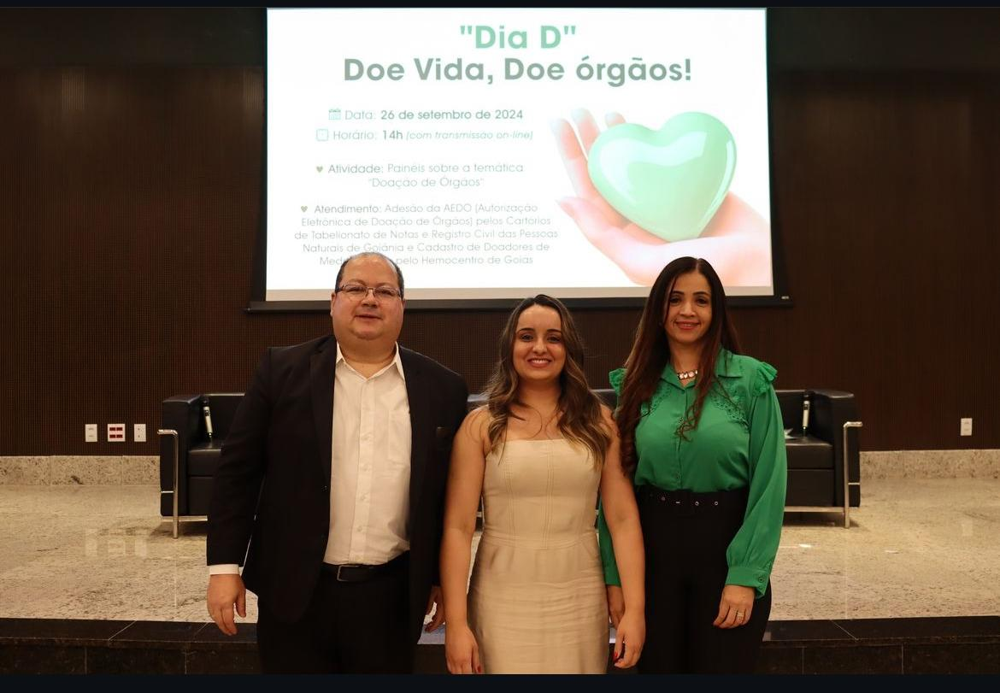 "Dia D"
Doe Vida, Doe órgãos!
Data: 26 de setembro de 2024
Horário: 14h (com transmissão on-line)
Atividade: Painéis sobre a temática
"Doação de Órgãos"
Atendimento: Adesão da AEDO (Autorização
Eletrônica de Doação de Órgãos) pelos Cartórios
de Tabelionato de Notas e Registro Civil das Pessoas
Naturais de Goiânia e Cadastro de Doadores de
pelo Hemocentro de Goias